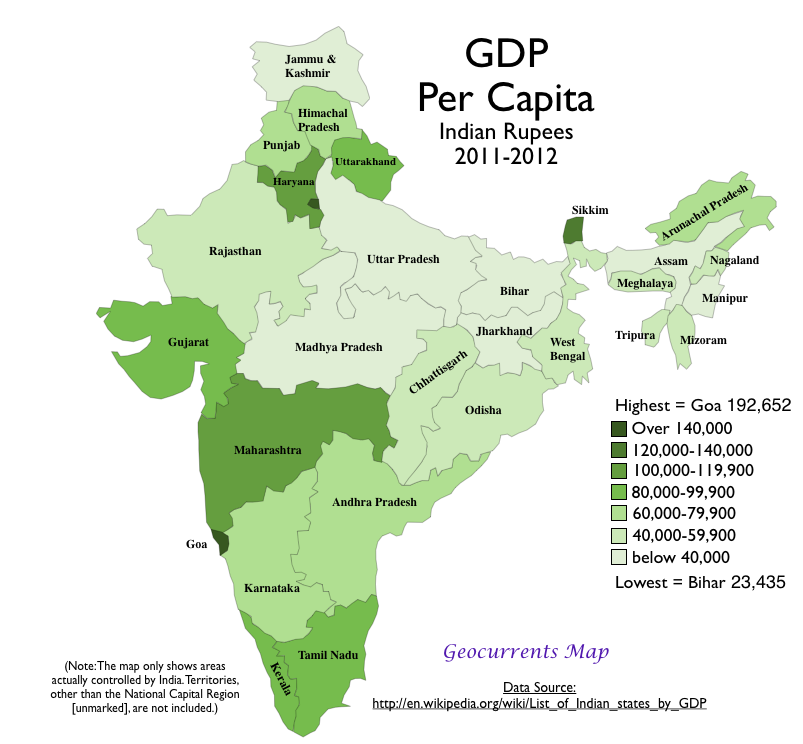 GDP
Per Capita
Indian Rupees
2011-2012
Jammu &
Kashmir
Himachal
Pradesh
Punjab
Uttarakhand
Haryana
Sikkim
Arunachal Pradesh
Rajasthan
Uttar Pradesh
Assam
Nagaland
Bihar
Meghalaya
Manipur
Gujarat
Madhya Pradesh
Jharkhand
West
Bengal
Tripura
Mizoram
Chhattisgarh
Odisha
Maharashtra
Andhra Pradesh
Goa
Karnataka
Tamil Nadu
Kerala
Highest = Goa 192,652
Over 140,000
120,000-140,000
100,000-119,900
80,000-99,900
60,000-79,900
40,000-59,900
below 40,000
Lowest = Bihar 23,435
Geocurrents Map
(Note:The map only shows areas
actually controlled by India.Territories,
other than the National Capital Region
[unmarked], are not included.)
Data Source:
http://en.wikipedia.org/wiki/List_of_Indian_states_by_GDP